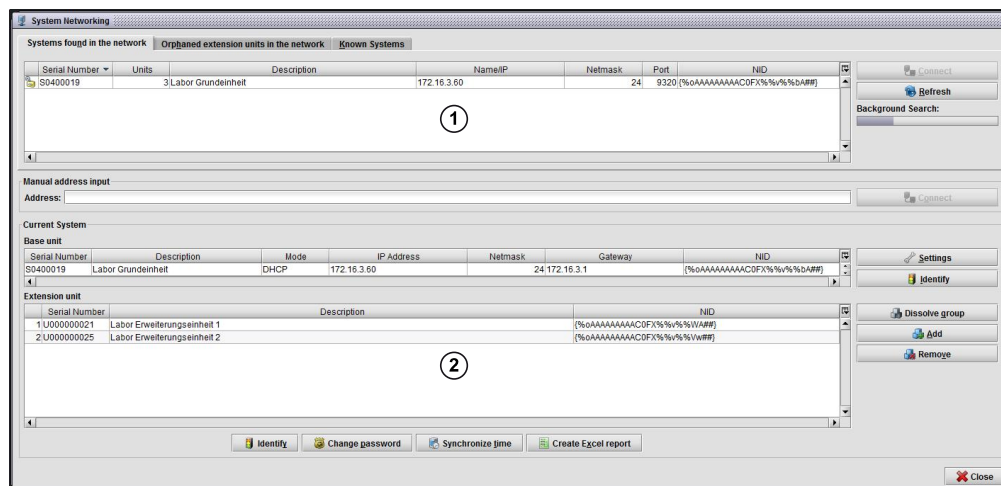 System Networking
Systems found in the network Orphaned extension units in the network Known Systems
Serial Number Units Description Name/IP Netmask Port NID
S0400019 3 Labor Grundeinheit 172.16.3.60 24 9320 {%oAAAAAAAAAC0FX%%v%%bA##}
Connect
Refresh
Background Search:
1
Manual address input
Address: Connect
Current System
Base unit
Serial Number Description Mode IP Address Netmask Gateway NID
S0400019 Labor Grundeinheit DHCP 172.16.3.60 24 172.16.3.1 {%oAAAAAAAAAC0FX%%v%%bA##}
Settings
Identify
Extension unit
Serial Number Description NID
1 U000000021 Labor Erweiterungseinheit 1 {%oAAAAAAAAAC0FX%%v%%WA##}
2 U000000025 Labor Erweiterungseinheit 2 {%oAAAAAAAAAC0FX%%v%%Vw##}
Dissolve group
Add
Remove
2
Identify Change password Synchronize time Create Excel report
Close